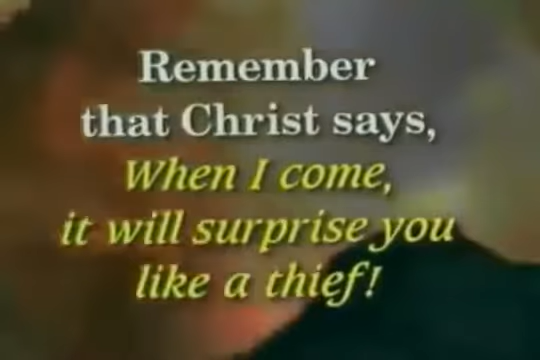 Remember
that Christ says,
When I come,
it will surprise you
like a thief!